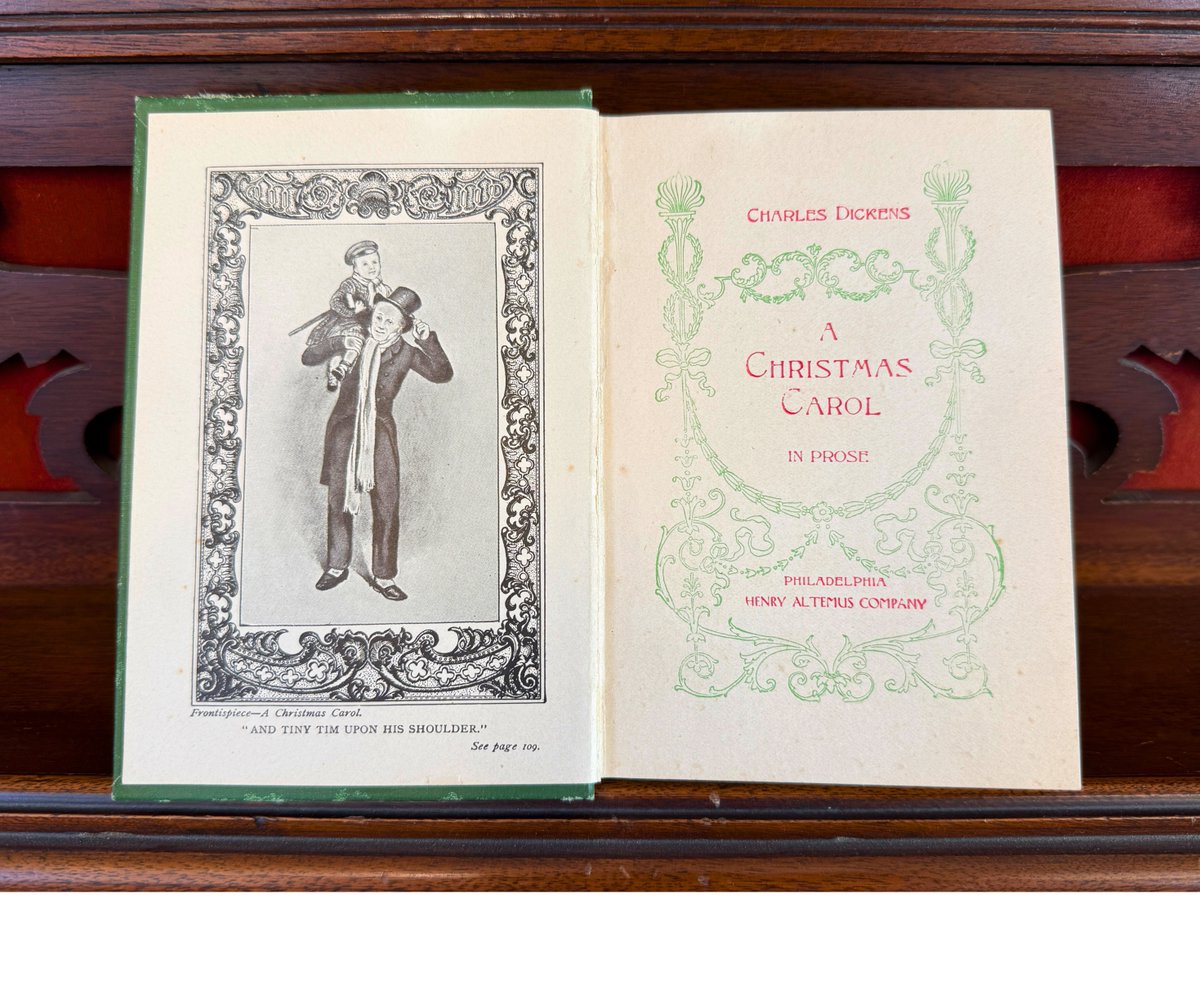 Frontispiece—A Christmas Carol.
"AND TINY TIM UPON HIS SHOULDER."
See page 109.
CHARLES DICKENS
A
CHRISTMAS
CAROL
IN PROSE
PHILADELPHIA
HENRY ALTEMUS COMPANY